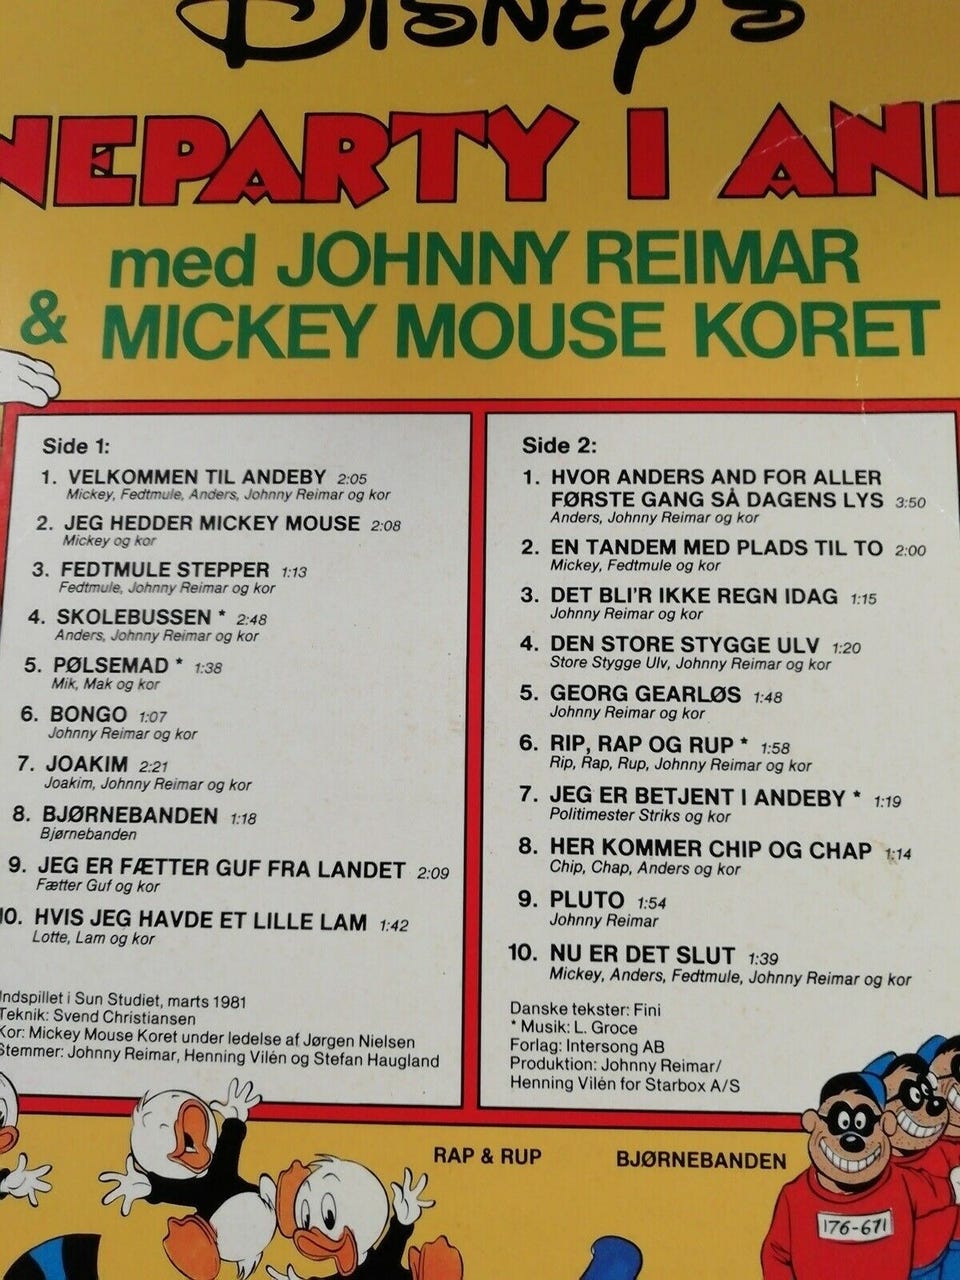 DISNEY'S
NEPARTY I AN
med JOHNNY REIMAR
& MICKEY MOUSE KORET
Side 1:
1. VELKOMMEN TIL ANDEBY 2:05
Mickey, Fedtmule, Anders, Johnny Reimar og kor
2. JEG HEDDER MICKEY MOUSE 2:08
Mickey og kor
3. FEDTMULE STEPPER 1:13
Fedtmule, Johnny Reimar og kor
4. SKOLEBUSSEN * 2:48
Anders, Johnny Reimar og kor
5. PØLSEMAD * 1:38
Mik, Mak og kor
6. BONGO 1:07
Johnny Reimar og kor
7. JOAKIM 2:21
Joakim, Johnny Reimar og kor
8. BJØRNEBANDEN 1:18
Bjørnebanden
9. JEG ER FÆTTER GUF FRA LANDET 2:09
Fætter Guf og kor
10. HVIS JEG HAVDE ET LILLE LAM 1:42
Lotte, Lam og kor
Indspillet i Sun Studiet, marts 1981
Teknik: Svend Christiansen
Kor: Mickey Mouse Koret under ledelse af Jørgen Nielsen
Stemmer: Johnny Reimar, Henning Vilén og Stefan Haugland
Side 2:
1. HVOR ANDERS AND FOR ALLER
FØRSTE GANG SÅ DAGENS LYS 3:50
Anders, Johnny Reimar og kor
2. EN TANDEM MED PLADS TIL TO 2:00
Mickey, Fedtmule og kor
3. DET BLI'R IKKE REGN IDAG 1:15
Johnny Reimar og kor
4. DEN STORE STYGGE ULV 1:20
Store Stygge Ulv, Johnny Reimar og kor
5. GEORG GEARLØS 1:48
Johnny Reimar og kor
6. RIP, RAP OG RUP * 1:58
Rip, Rap, Rup, Johnny Reimar og kor
7. JEG ER BETJENT I ANDEBY * 1:19
Politimester Striks og kor
8. HER KOMMER CHIP OG CHAP 1:14
Chip, Chap, Anders og kor
9. PLUTO 1:54
Johnny Reimar
10. NU ER DET SLUT 1:39
Mickey, Anders, Fedtmule, Johnny Reimar og kor
Danske tekster: Fini
* Musik: L. Groce
Forlag: Intersong AB
Produktion: Johnny Reimar/
Henning Vilén for Starbox A/S
RAP & RUP
BJØRNEBANDEN
176-671